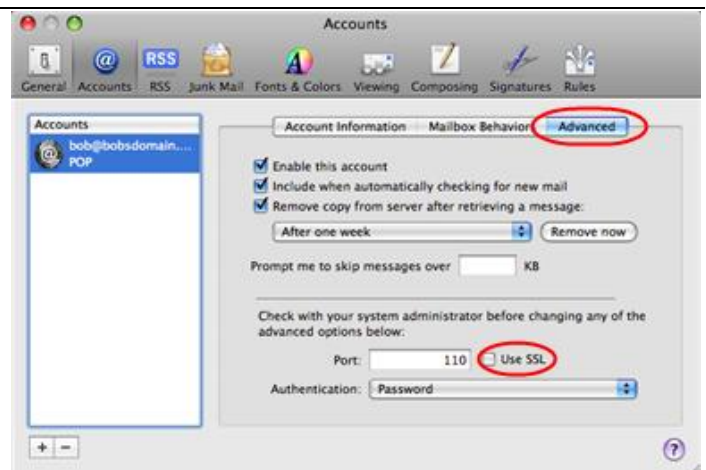 Accounts
RSS
General Accounts RSS Junk Mail Fonts & Colors Viewing Composing Signatures Rules
Accounts
bob@bobsdomain....
POP
Account Information Mailbox Behaviors Advanced
Enable this account
Include when automatically checking for new mail
Remove copy from server after retrieving a message:
After one week Remove now
Prompt me to skip messages over KB
Check with your system administrator before changing any of the
advanced options below:
Port: 110 Use SSL
Authentication: Password
+ - ?